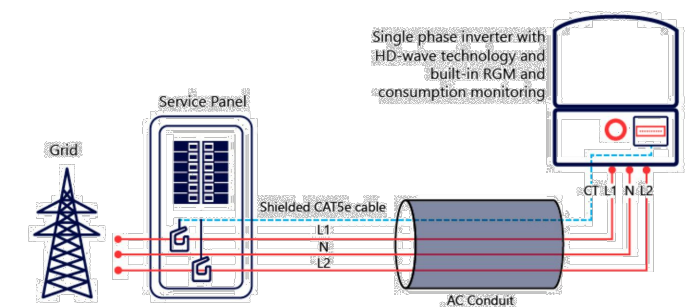 Single phase inverter with
HD-wave technology and
built-in RGM and
consumption monitoring
Service Panel
Grid
CT L1 N L2
Shielded CAT5e cable
L1
N
L2
AC Conduit